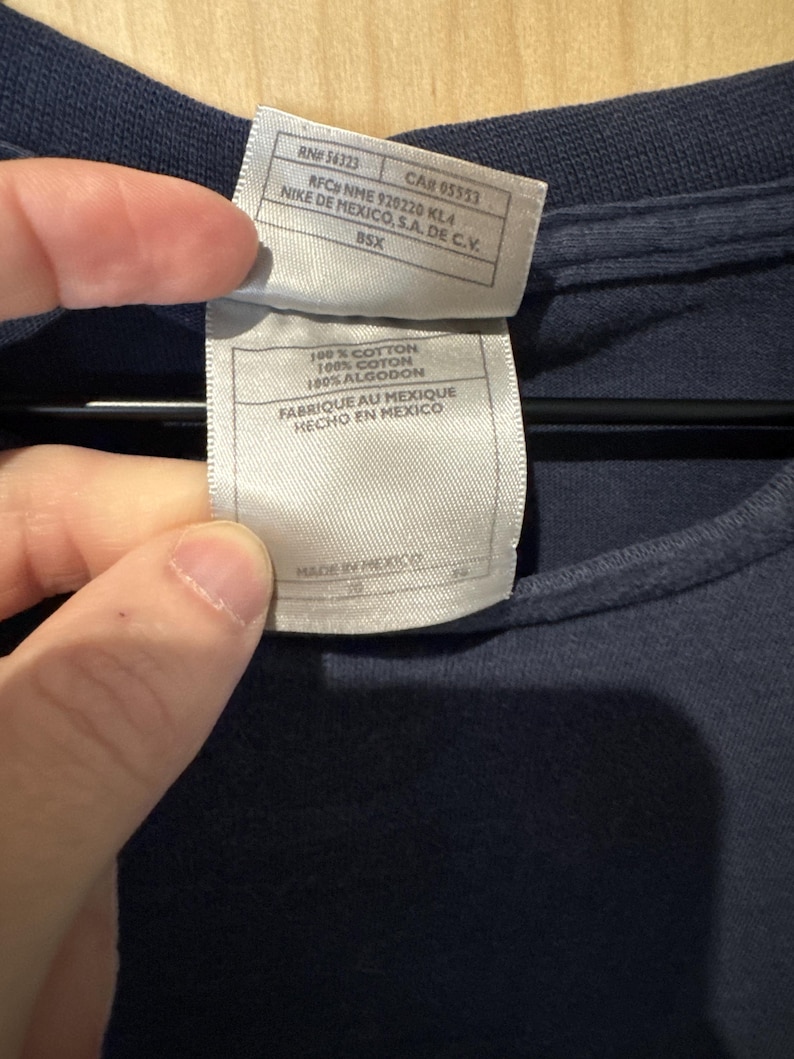 RN# 56323 CA# 05553
RFC# NME 920220 KL4
NIKE DE MEXICO, S.A. DE C.V.
BSX
100 % COTTON
100% COTON
100% ALGODON
FABRIQUE AU MEXIQUE
HECHO EN MEXICO
MADE IN MEXICO